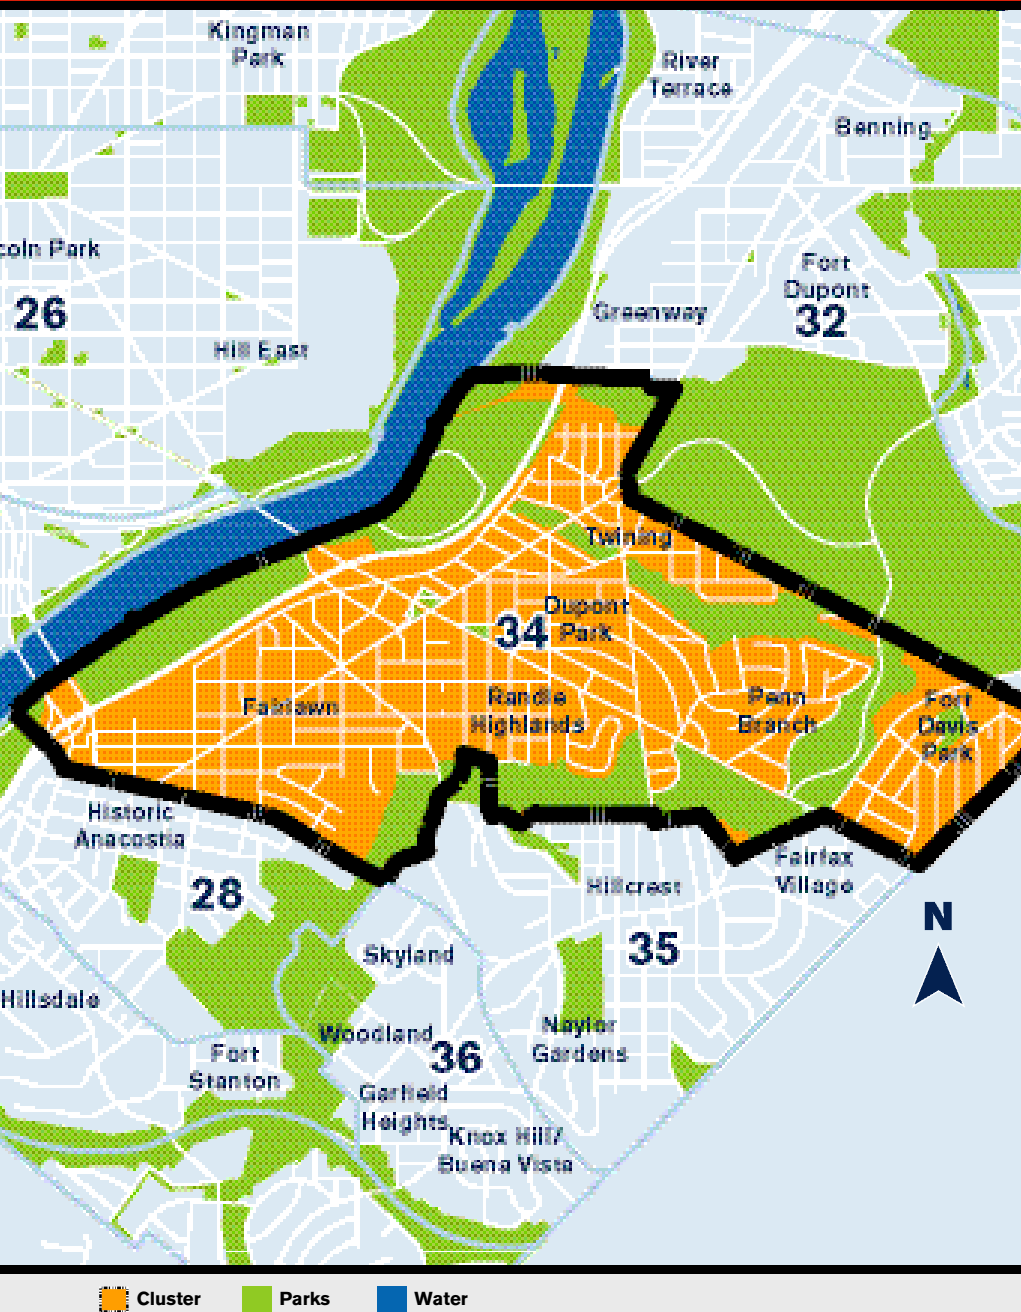 Kingman
Park
River
Terrace
Benning
coln Park
26
Fort
Dupont
32
Greenway
Hill East
Twining
Dupont
Park
34
Randle
Highlands
Fairlawn
Penn
Branch
Fort
Davis
Park
Historic
Anacostia
28
Fairfax
Village
Hillcrest
35
N
Skyland
Hillsdale
Woodland
36
Naylor
Gardens
Fort
Stanton
Garfield
Heights
Knox Hill/
Buena Vista
Cluster
Parks
Water